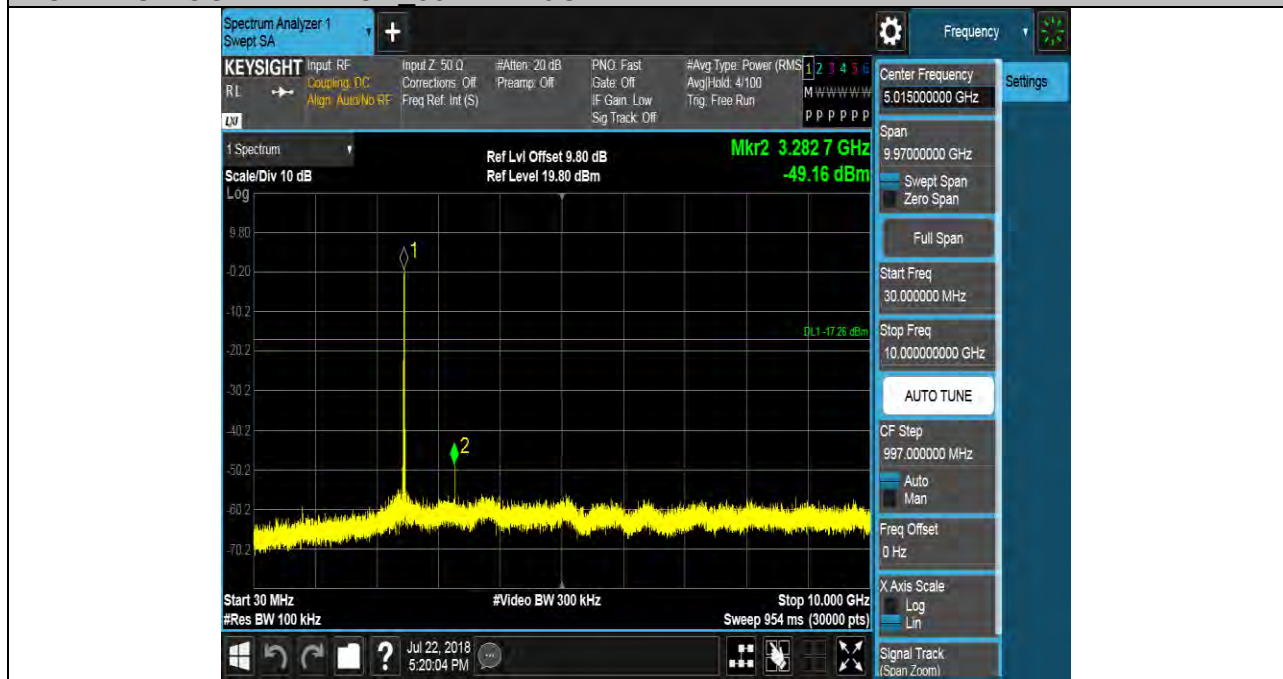 Spectrum Analyzer 1
Swept SA
+
Frequency
KEYSIGHT
RL
LXI
Input: RF
Coupling: DC
Align: Auto/No RF
Input Z: 50 Ω
Corrections: Off
Freq Ref: Int (S)
#Atten: 20 dB
Preamp: Off
PNO: Fast
Gate: Off
IF Gain: Low
Sig Track: Off
#Avg Type: Power (RMS
Avg|Hold: 4/100
Trig: Free Run
1 2 3 4 5 6
M W W W W W
P P P P P P
Center Frequency
5.015000000 GHz
Settings
1 Spectrum
Scale/Div 10 dB
Log
Ref Lvl Offset 9.80 dB
Ref Level 19.80 dBm
Mkr2 3.282 7 GHz
-49.16 dBm
Span
9.97000000 GHz
Swept Span
Zero Span
Full Span
9.80
-0.20
-10.2
-20.2
-30.2
-40.2
-50.2
-60.2
-70.2
1
2
DL1 -17.26 dBm
Start Freq
30.000000 MHz
Stop Freq
10.000000000 GHz
AUTO TUNE
CF Step
997.000000 MHz
Auto
Man
Freq Offset
0 Hz
X Axis Scale
Log
Lin
Signal Track
(Span Zoom)
Start 30 MHz
#Res BW 100 kHz
#Video BW 300 kHz
Stop 10.000 GHz
Sweep 954 ms (30000 pts)
?
Jul 22, 2018
5:20:04 PM